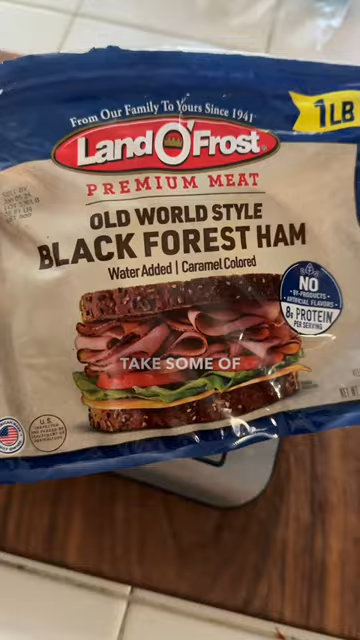 From Our Family To Yours Since 1941
1 LB
Land O'Frost
PREMIUM MEAT
OLD WORLD STYLE
BLACK FOREST HAM
Water Added | Caramel Colored
NO
BY-PRODUCTS
ARTIFICIAL FLAVORS
8g PROTEIN
PER SERVING
TAKE SOME OF
U.S.